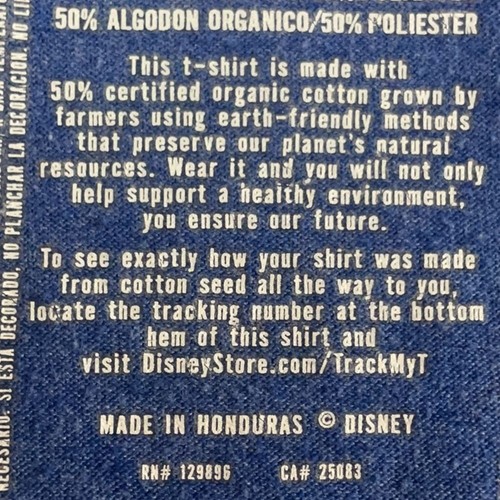 50% ALGODON ORGANICO/50% POLIESTER
This t-shirt is made with
50% certified organic cotton grown by
farmers using earth-friendly methods
that preserve our planet's natural
resources. Wear it and you will not only
help support a healthy environment,
you ensure our future.
To see exactly how your shirt was made
from cotton seed all the way to you,
locate the tracking number at the bottom
hem of this shirt and
visit DisneyStore.com/TrackMyT
MADE IN HONDURAS © DISNEY
RN# 129896 CA# 25083
NECESARIO. SI ESTA DECORADO, NO PLANCHAR LA DECORACION. NO